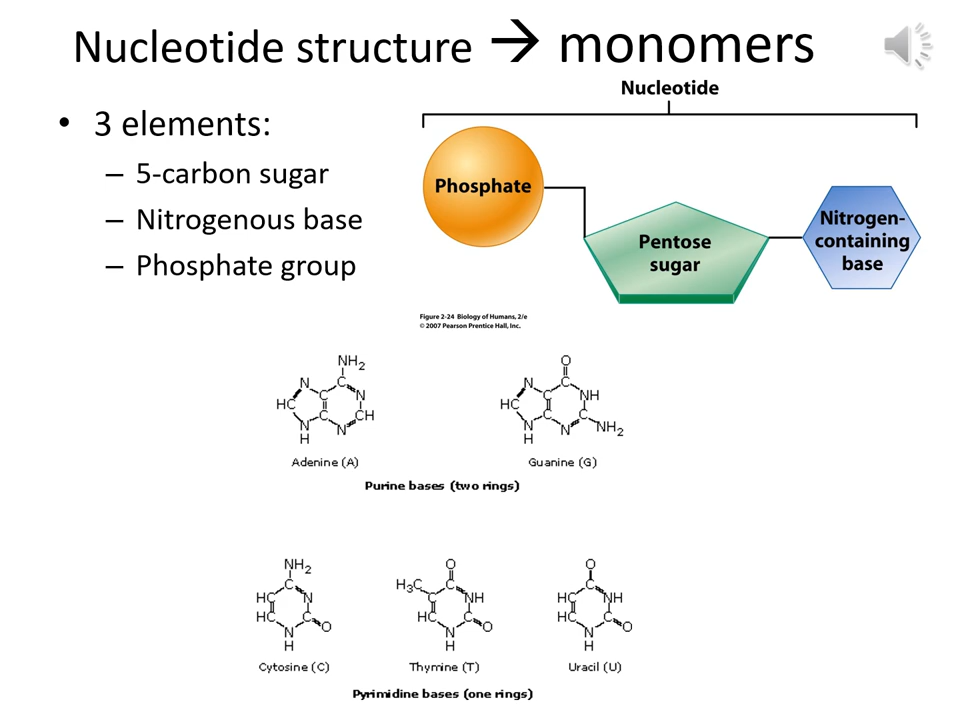 Nucleotide structure → monomers
• 3 elements:
– 5-carbon sugar
– Nitrogenous base
– Phosphate group
Nucleotide
Phosphate
Pentose
sugar
Nitrogen-
containing
base
Figure 2-24 Biology of Humans, 2/e
© 2007 Pearson Prentice Hall, Inc.
NH2
N
C
C
N
HC
C
CH
N
N
H
Adenine (A)
O
N
C
C
NH
HC
C
C
N
N
NH2
H
Guanine (G)
Purine bases (two rings)
NH2
C
HC
N
HC
C
N
O
H
Cytosine (C)
O
H3C
C
C
NH
HC
C
N
O
H
Thymine (T)
O
C
HC
NH
HC
C
N
O
H
Uracil (U)
Pyrimidine bases (one rings)